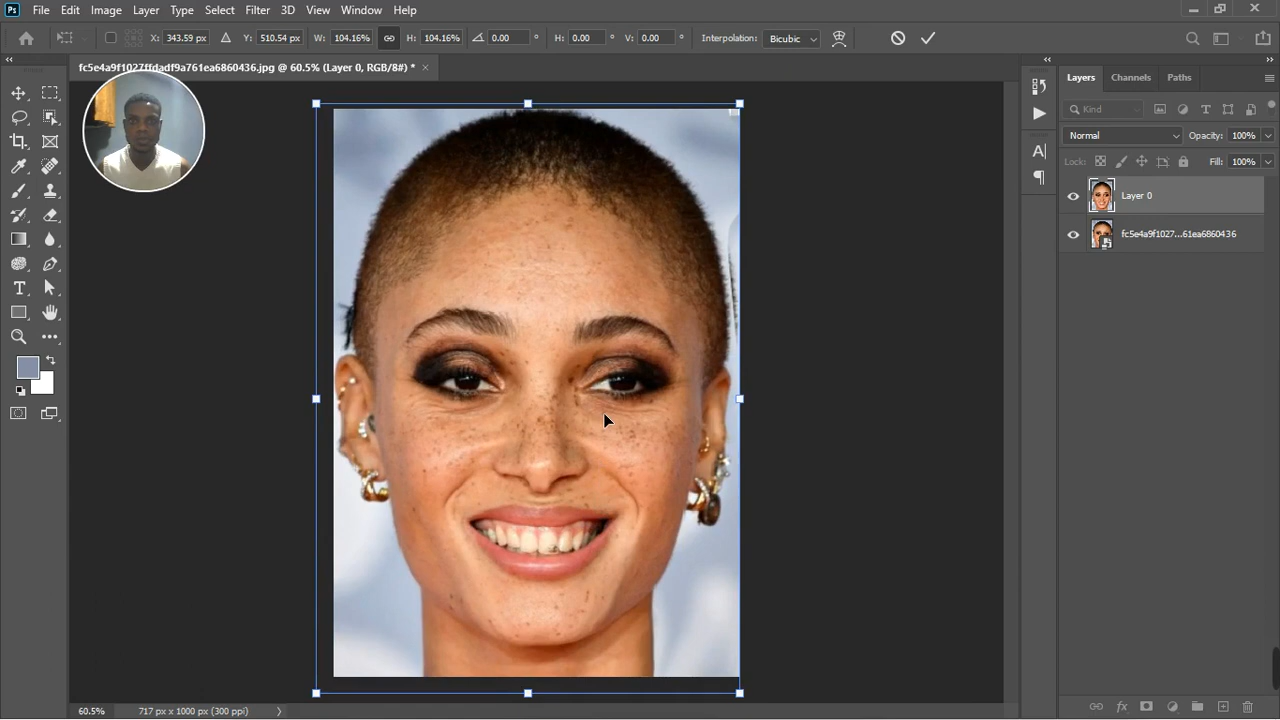 Ps File Edit Image Layer Type Select Filter 3D View Window Help
X: 343.59 px Y: 510.54 px W: 104.16% H: 104.16% 0.00 ° H: 0.00 ° V: 0.00 ° Interpolation: Bicubic
fc5e4a9f1027ffdadf9a761ea6860436.jpg @ 60.5% (Layer 0, RGB/8#) * ×
Layers Channels Paths
Kind
Normal Opacity: 100%
Lock: Fill: 100%
Layer 0
fc5e4a9f1027...61ea6860436
60.5% 717 px x 1000 px (300 ppi)